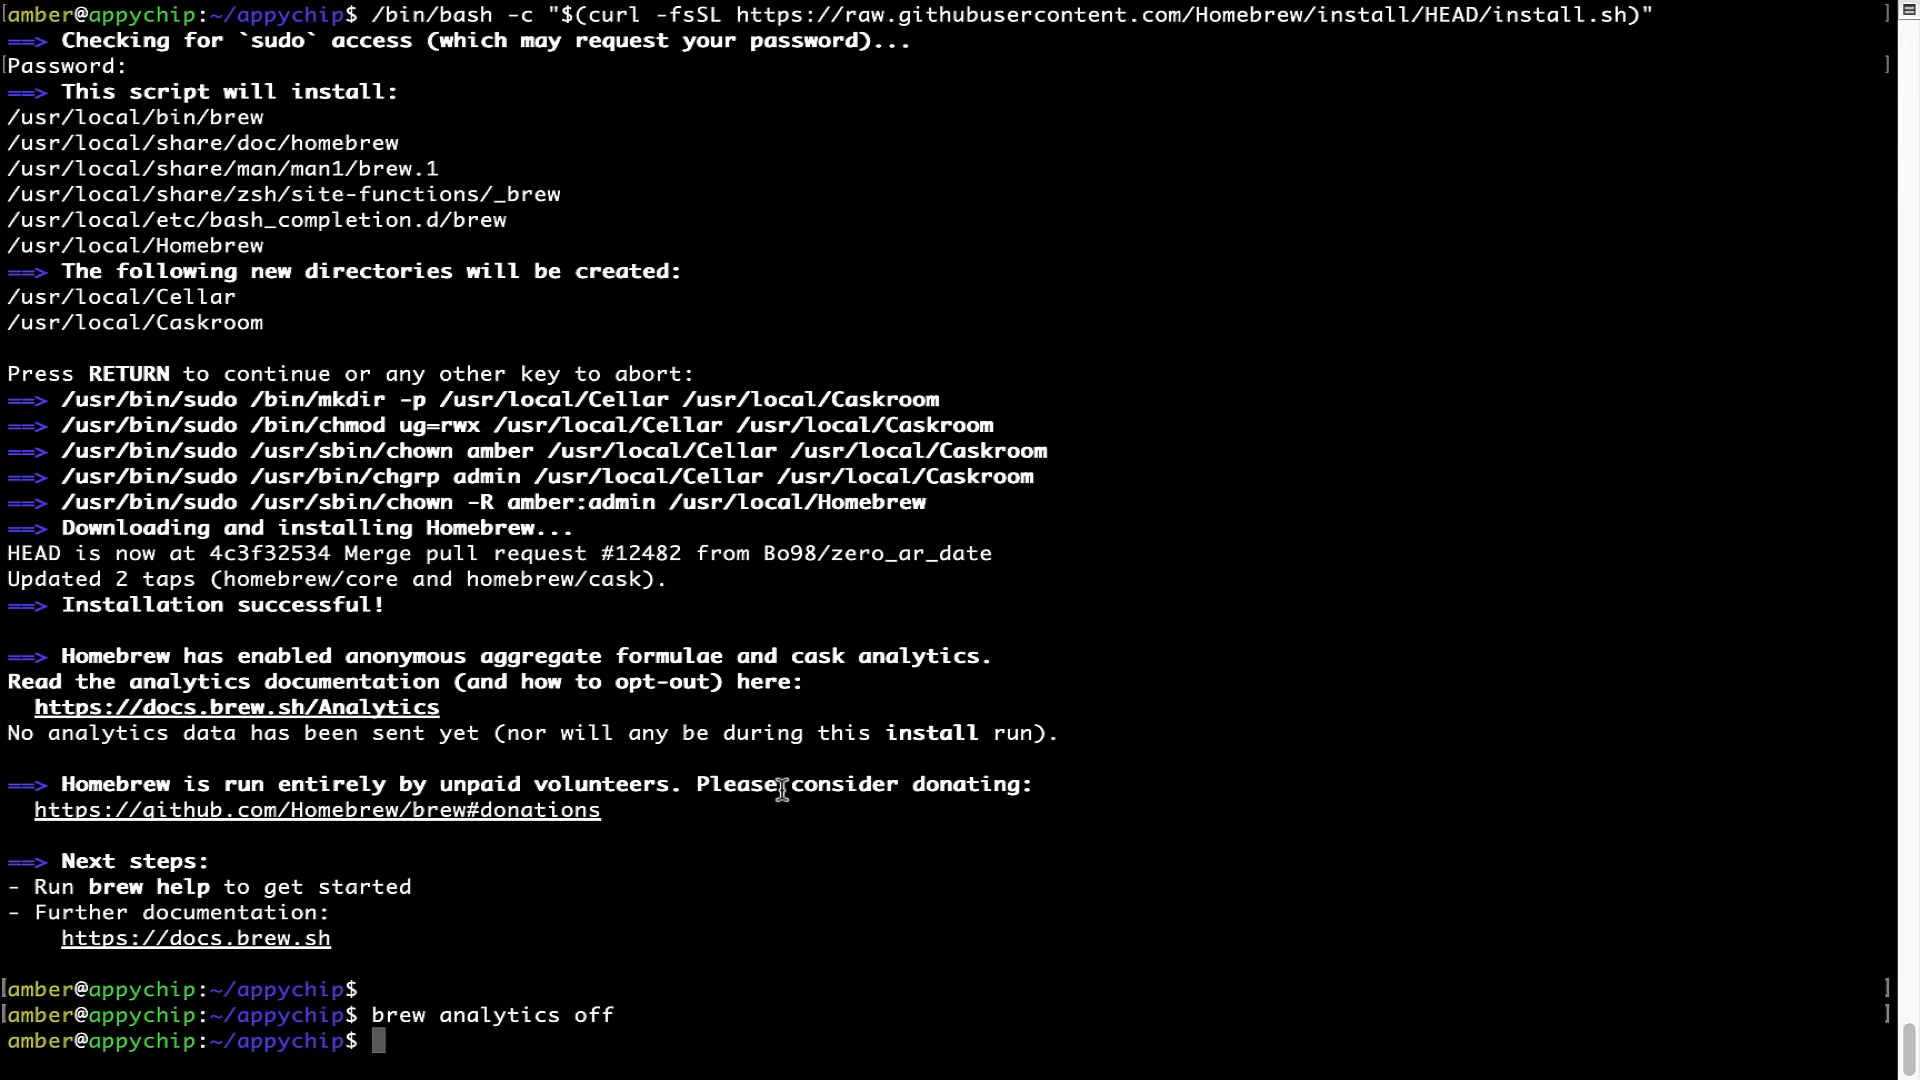 amber@appychip:~/appychip$ /bin/bash -c "$(curl -fsSL https://raw.githubusercontent.com/Homebrew/install/HEAD/install.sh)"
==> Checking for `sudo` access (which may request your password)...
Password:
==> This script will install:
/usr/local/bin/brew
/usr/local/share/doc/homebrew
/usr/local/share/man/man1/brew.1
/usr/local/share/zsh/site-functions/_brew
/usr/local/etc/bash_completion.d/brew
/usr/local/Homebrew
==> The following new directories will be created:
/usr/local/Cellar
/usr/local/Caskroom

Press RETURN to continue or any other key to abort:
==> /usr/bin/sudo /bin/mkdir -p /usr/local/Cellar /usr/local/Caskroom
==> /usr/bin/sudo /bin/chmod ug=rwx /usr/local/Cellar /usr/local/Caskroom
==> /usr/bin/sudo /usr/sbin/chown amber /usr/local/Cellar /usr/local/Caskroom
==> /usr/bin/sudo /usr/bin/chgrp admin /usr/local/Cellar /usr/local/Caskroom
==> /usr/bin/sudo /usr/sbin/chown -R amber:admin /usr/local/Homebrew
==> Downloading and installing Homebrew...
HEAD is now at 4c3f32534 Merge pull request #12482 from Bo98/zero_ar_date
Updated 2 taps (homebrew/core and homebrew/cask).
==> Installation successful!

==> Homebrew has enabled anonymous aggregate formulae and cask analytics.
Read the analytics documentation (and how to opt-out) here:
  https://docs.brew.sh/Analytics
No analytics data has been sent yet (nor will any be during this install run).

==> Homebrew is run entirely by unpaid volunteers. Please consider donating:
  https://github.com/Homebrew/brew#donations

==> Next steps:
- Run brew help to get started
- Further documentation:
    https://docs.brew.sh

amber@appychip:~/appychip$
amber@appychip:~/appychip$ brew analytics off
amber@appychip:~/appychip$